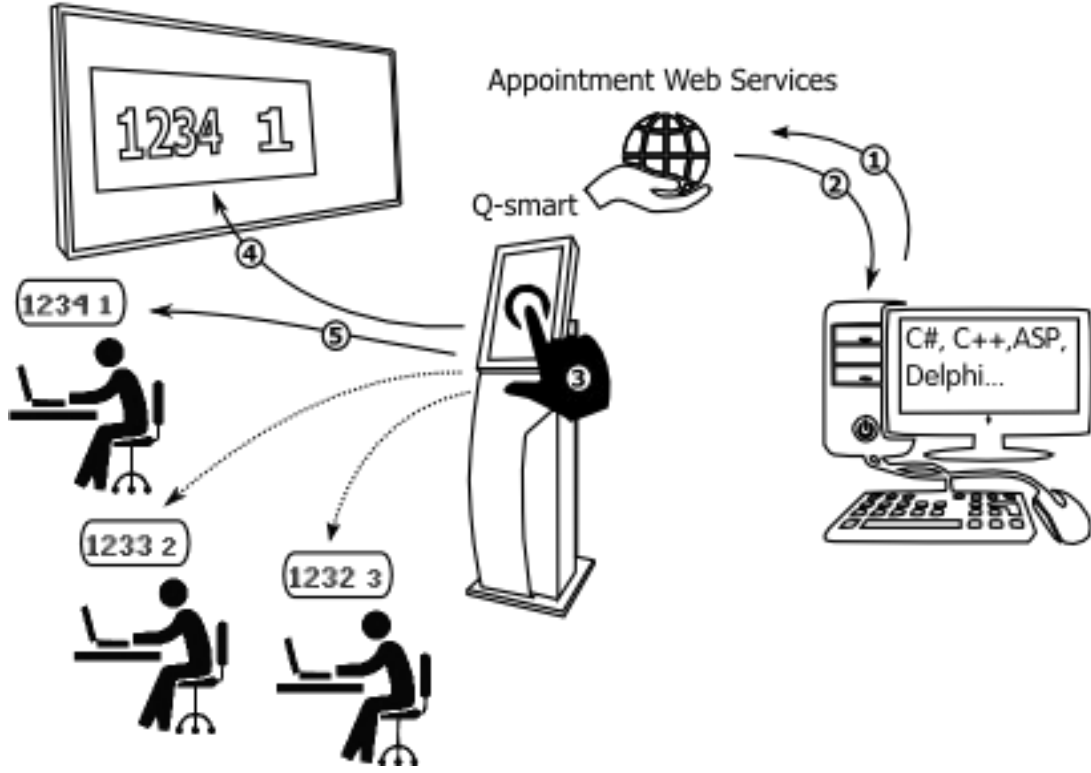 1234 1
Appointment Web Services
①
②
Q-smart
④
1234 1
⑤
C#, C++,ASP,
Delphi...
③
1233 2
1232 3